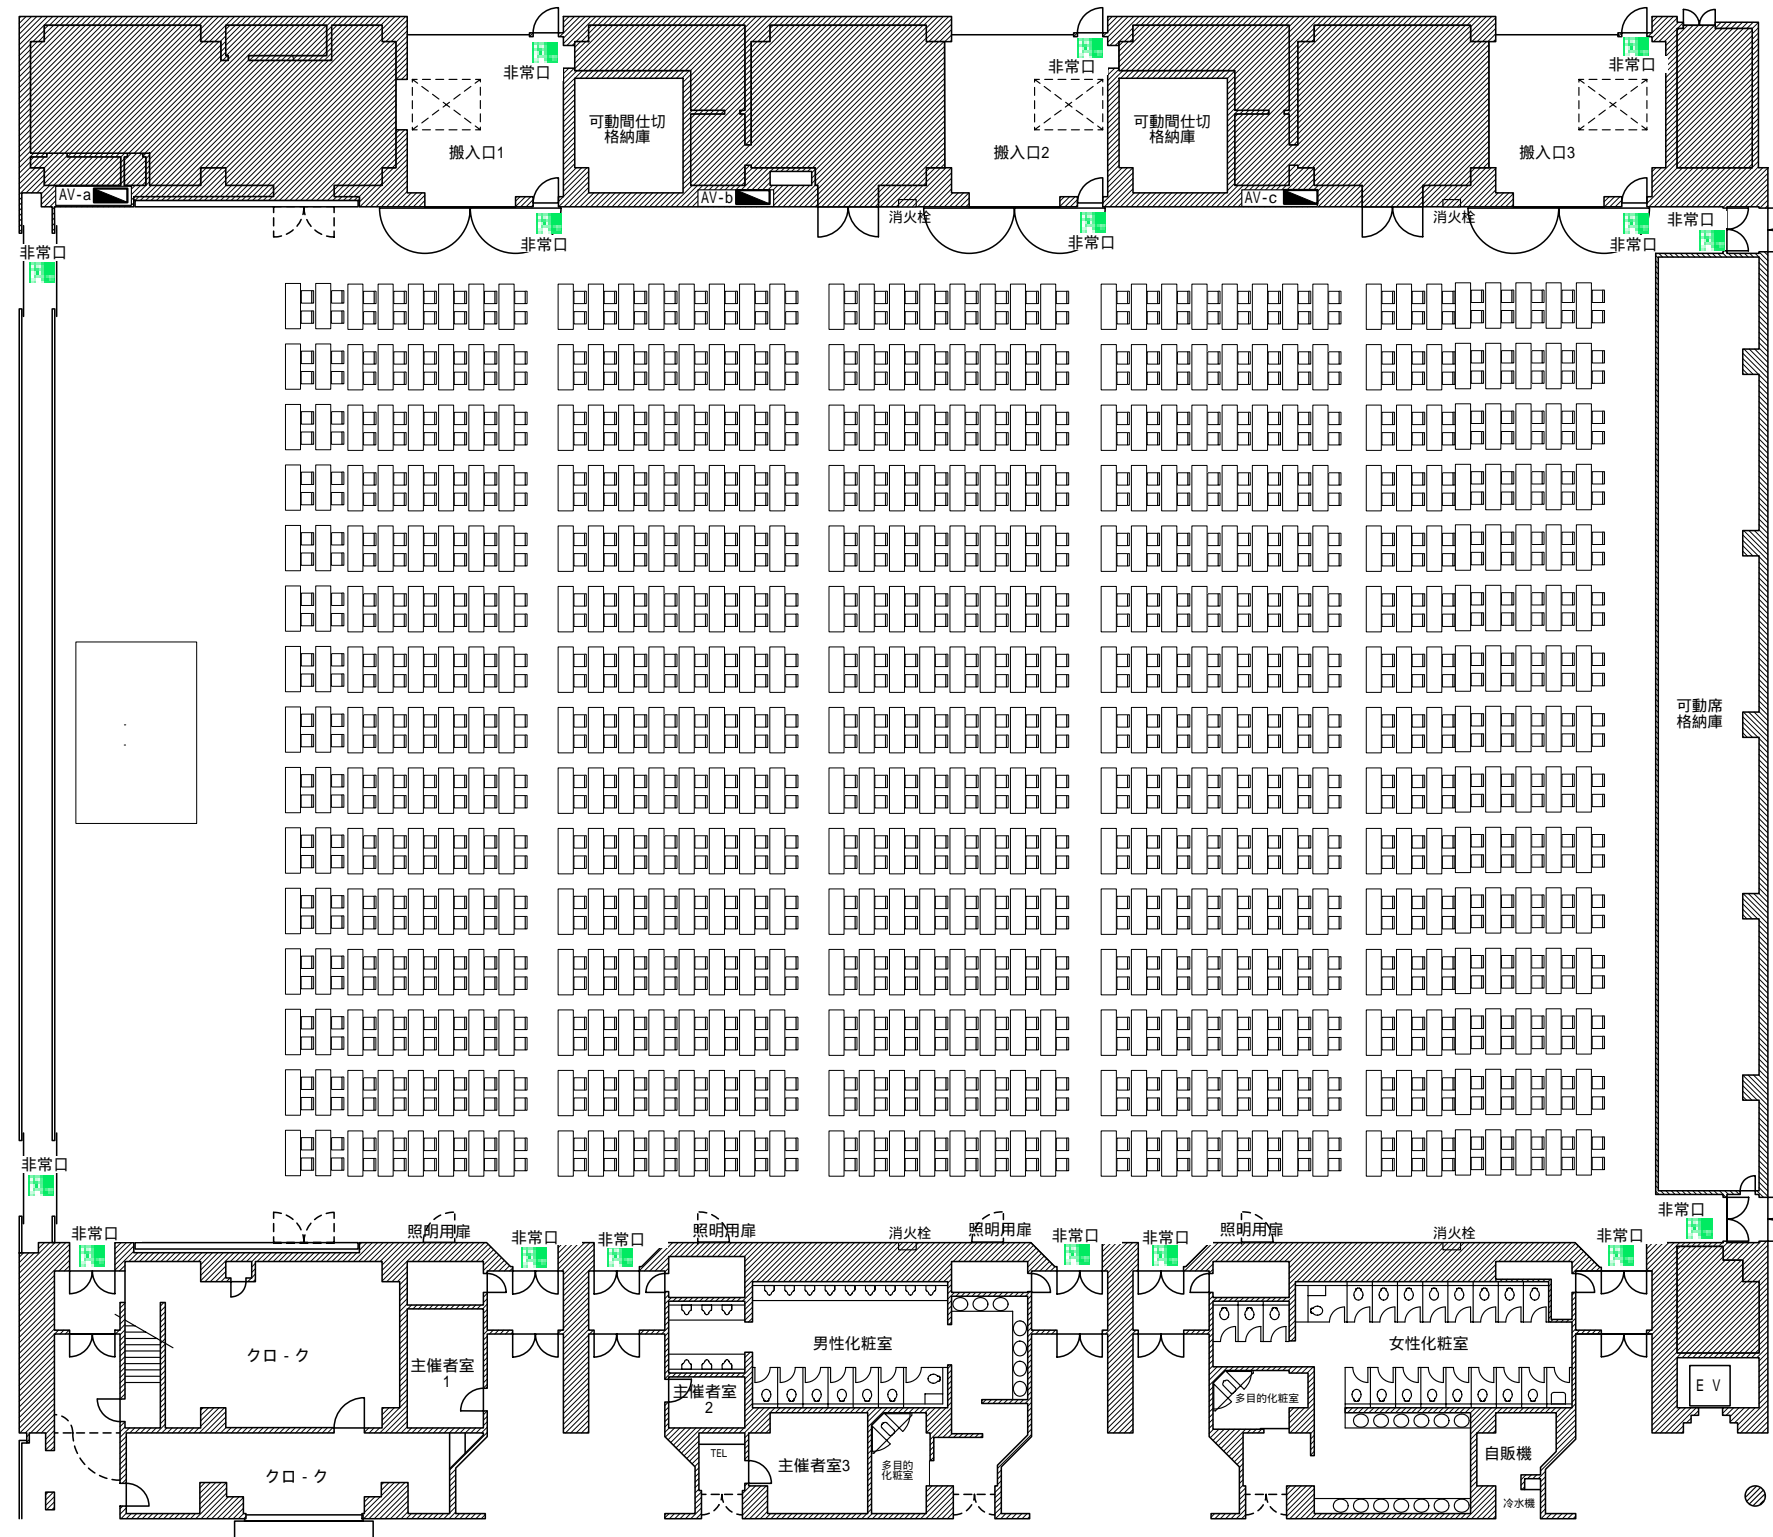 非常口
非常口
非常口
可動間仕切
格納庫
可動間仕切
格納庫
搬入口1
搬入口2
搬入口3
AV-a
AV-b
AV-c
消火栓
消火栓
非常口
非常口
非常口
非常口
非常口
非常口
可動席
格納庫
非常口
非常口
非常口
照明用扉
非常口
非常口
照明用扉
消火栓
照明用扉
非常口
非常口
照明用扉
消火栓
非常口
クロ-ク
主催者室
1
男性化粧室
女性化粧室
主催者室
2
多目的化粧室
E V
TEL
主催者室3
多目的
化粧室
自販機
クロ-ク
冷水機